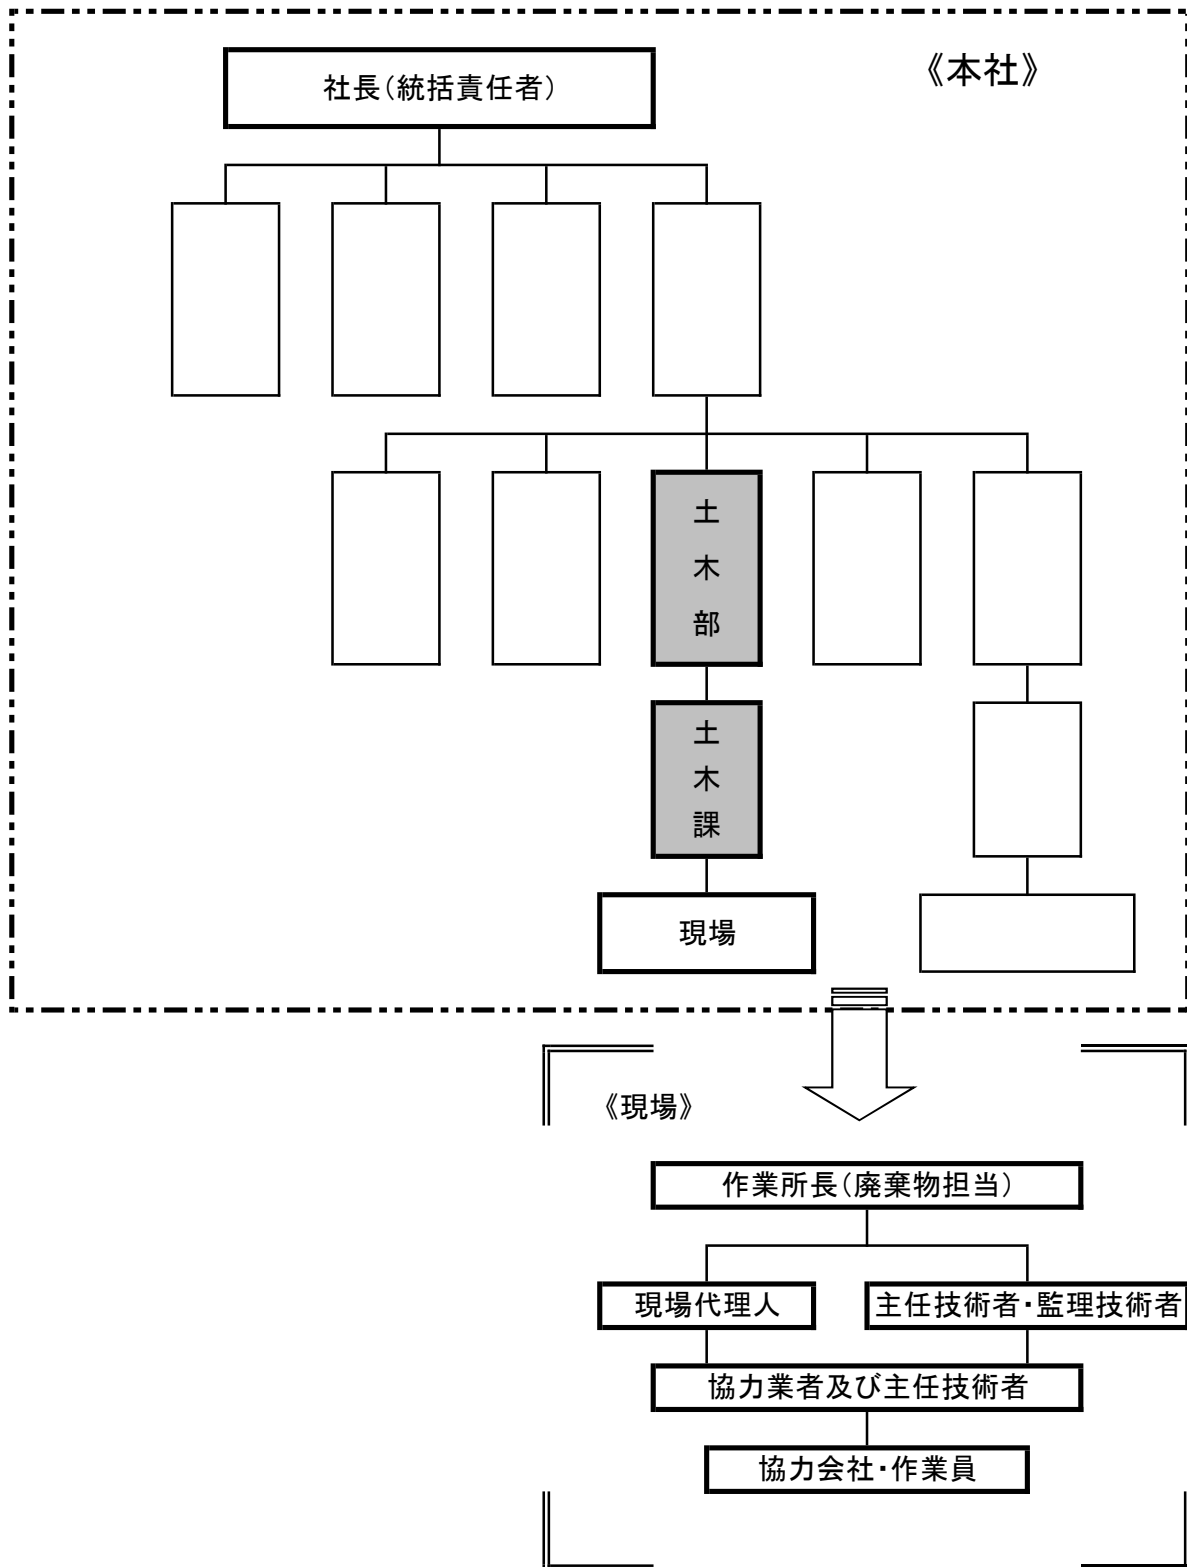 《本社》
社長(統括責任者)
土木部
土木課
現場
《現場》
作業所長(廃棄物担当)
現場代理人
主任技術者・監理技術者
協力業者及び主任技術者
協力会社・作業員